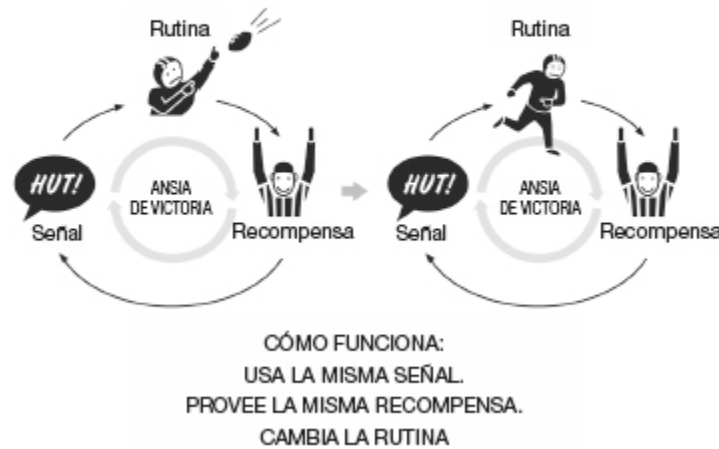 Rutina
HUT!
ANSIA
DE VICTORIA
Señal
Recompensa
Rutina
HUT!
ANSIA
DE VICTORIA
Señal
Recompensa
CÓMO FUNCIONA:
USA LA MISMA SEÑAL.
PROVEE LA MISMA RECOMPENSA.
CAMBIA LA RUTINA